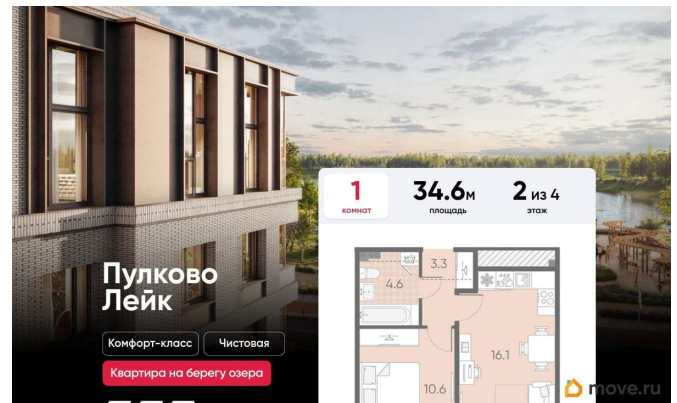 1
комнат
34.6м
площадь
2 из 4
этаж
Пулково
Лейк
Комфорт-класс
Чистовая
Квартира на берегу озера
3.3
4.6
16.1
10.6
move.ru